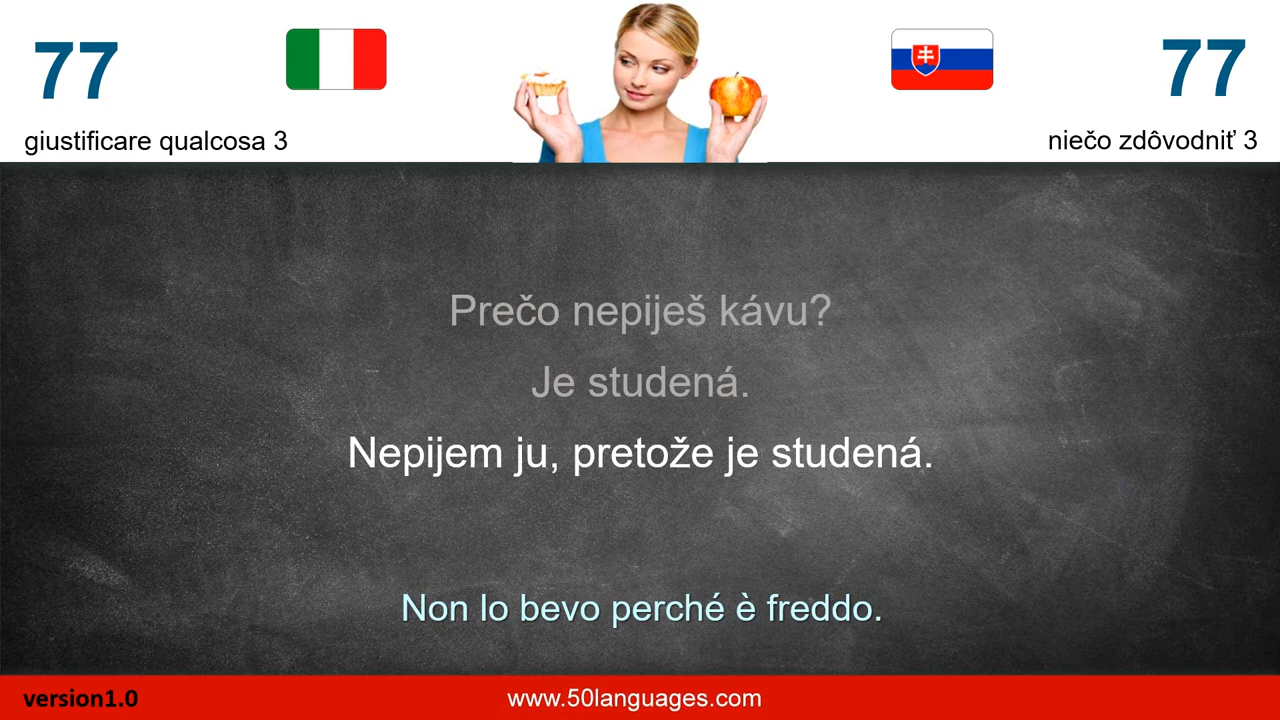 77
77
giustificare qualcosa 3
niečo zdôvodniť 3
Prečo nepiješ kávu?
Je studená.
Nepijem ju, pretože je studená.
Non lo bevo perché è freddo.
version1.0
www.50languages.com